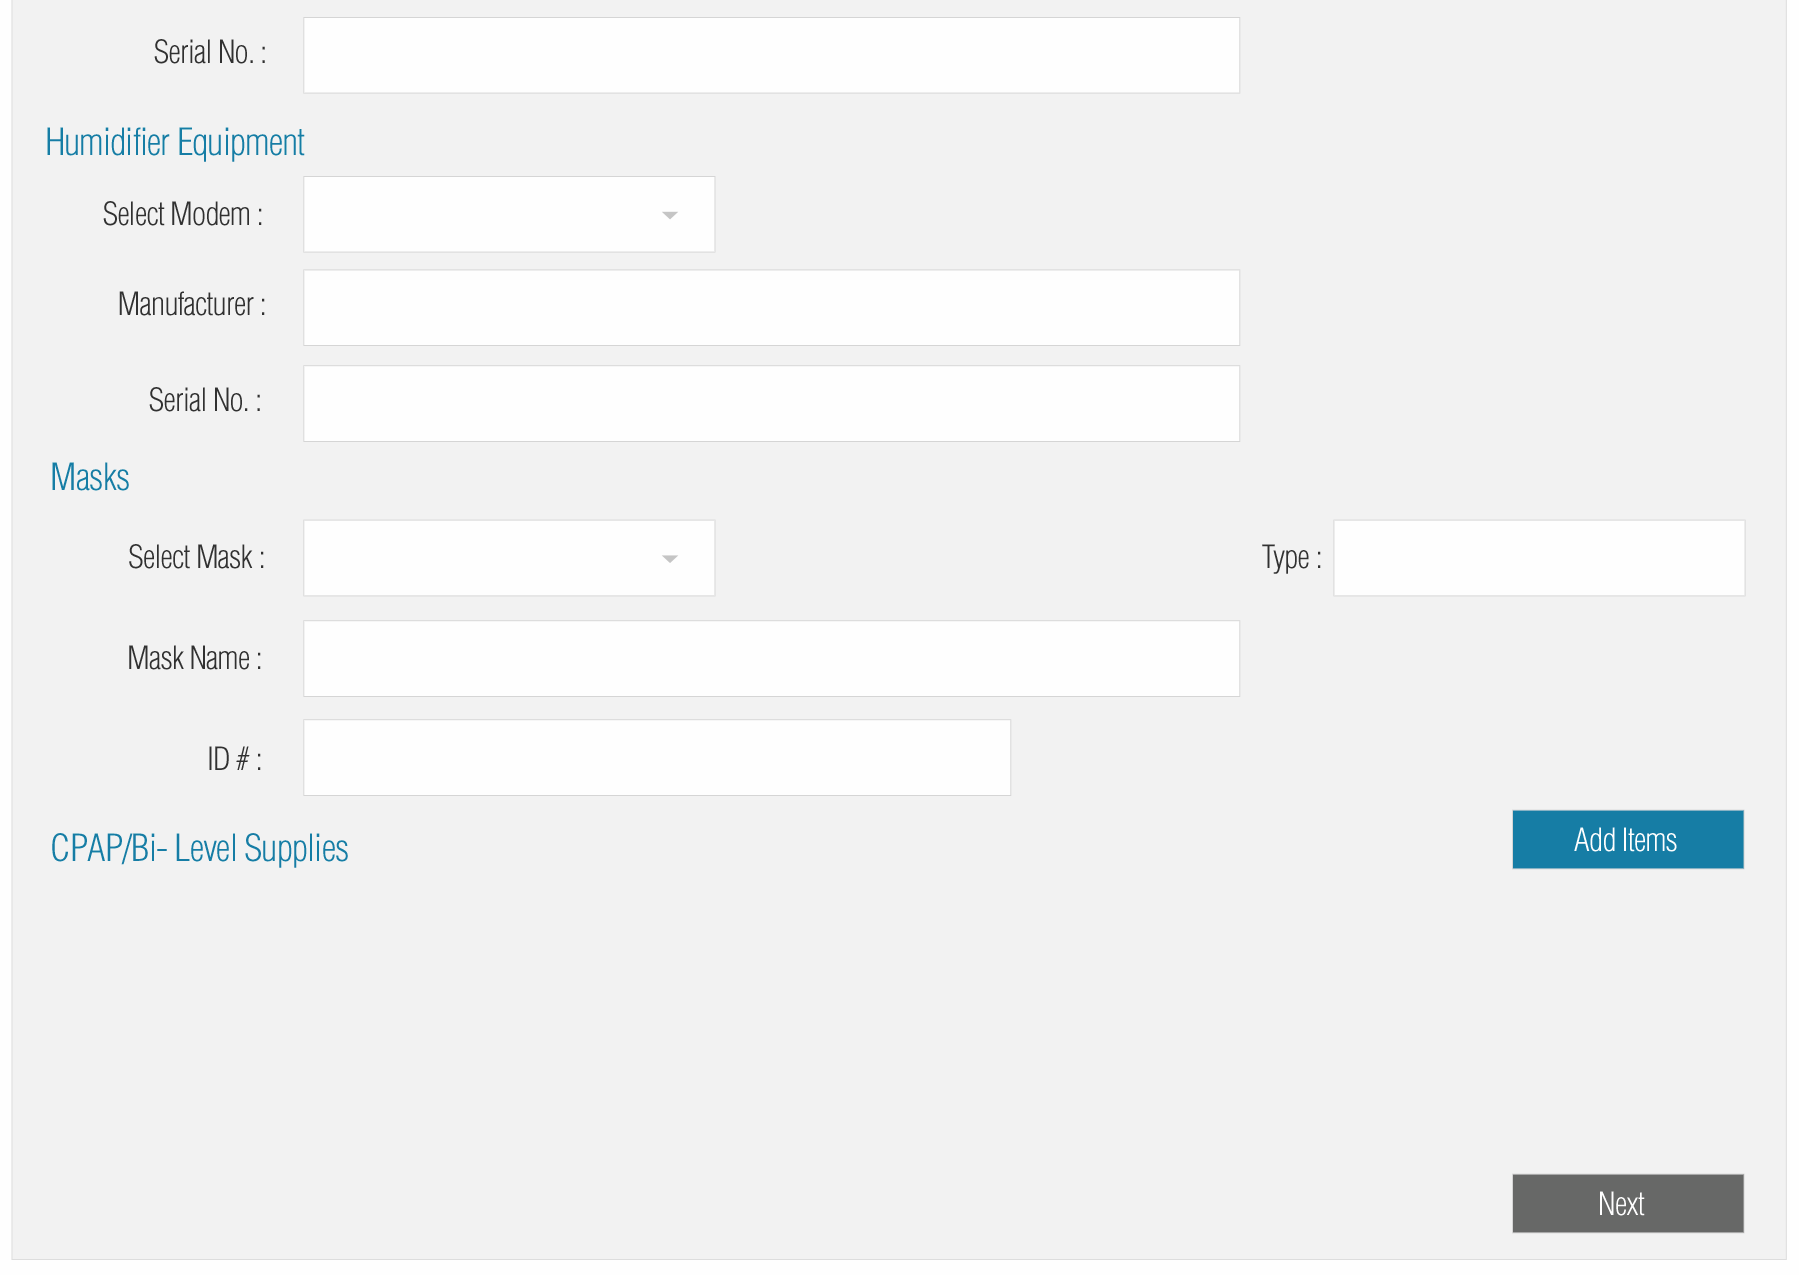 Serial No. :
Humidifier Equipment
Select Modem :
Manufacturer :
Serial No. :
Masks
Select Mask :
Type :
Mask Name :
ID # :
CPAP/Bi- Level Supplies
Add Items
Next